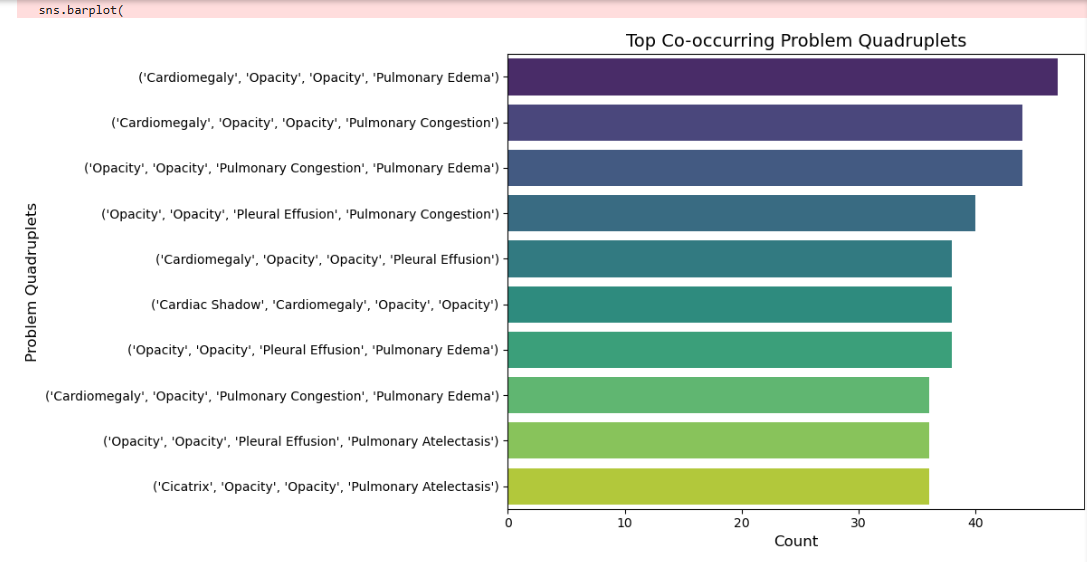 sns.barplot(
Top Co-occurring Problem Quadruplets
('Cardiomegaly', 'Opacity', 'Opacity', 'Pulmonary Edema')
('Cardiomegaly', 'Opacity', 'Opacity', 'Pulmonary Congestion')
('Opacity', 'Opacity', 'Pulmonary Congestion', 'Pulmonary Edema')
('Opacity', 'Opacity', 'Pleural Effusion', 'Pulmonary Congestion')
('Cardiomegaly', 'Opacity', 'Opacity', 'Pleural Effusion')
('Cardiac Shadow', 'Cardiomegaly', 'Opacity', 'Opacity')
('Opacity', 'Opacity', 'Pleural Effusion', 'Pulmonary Edema')
('Cardiomegaly', 'Opacity', 'Pulmonary Congestion', 'Pulmonary Edema')
('Opacity', 'Opacity', 'Pleural Effusion', 'Pulmonary Atelectasis')
('Cicatrix', 'Opacity', 'Opacity', 'Pulmonary Atelectasis')
Problem Quadruplets
0 10 20 30 40
Count